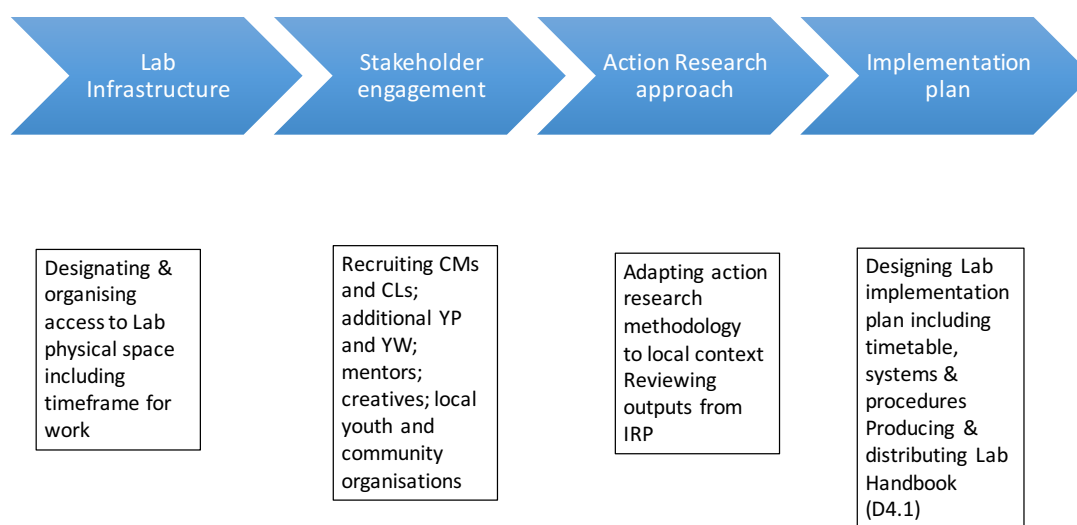 Lab
Infrastructure
Stakeholder
engagement
Action Research
approach
Implementation
plan
Designating &
organising
access to Lab
physical space
including
timeframe for
work
Recruiting CMs
and CLs;
additional YP
and YW;
mentors;
creatives; local
youth and
community
organisations
Adapting action
research
methodology
to local context
Reviewing
outputs from
IRP
Designing Lab
implementation
plan including
timetable,
systems &
procedures
Producing &
distributing Lab
Handbook
(D4.1)